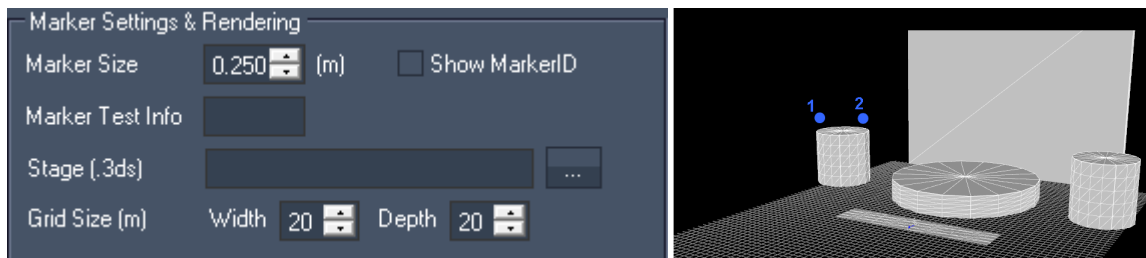 Marker Settings & Rendering
Marker Size 0.250 (m) Show MarkerID
Marker Test Info
Stage (.3ds) ...
Grid Size (m) Width 20 Depth 20
1 2